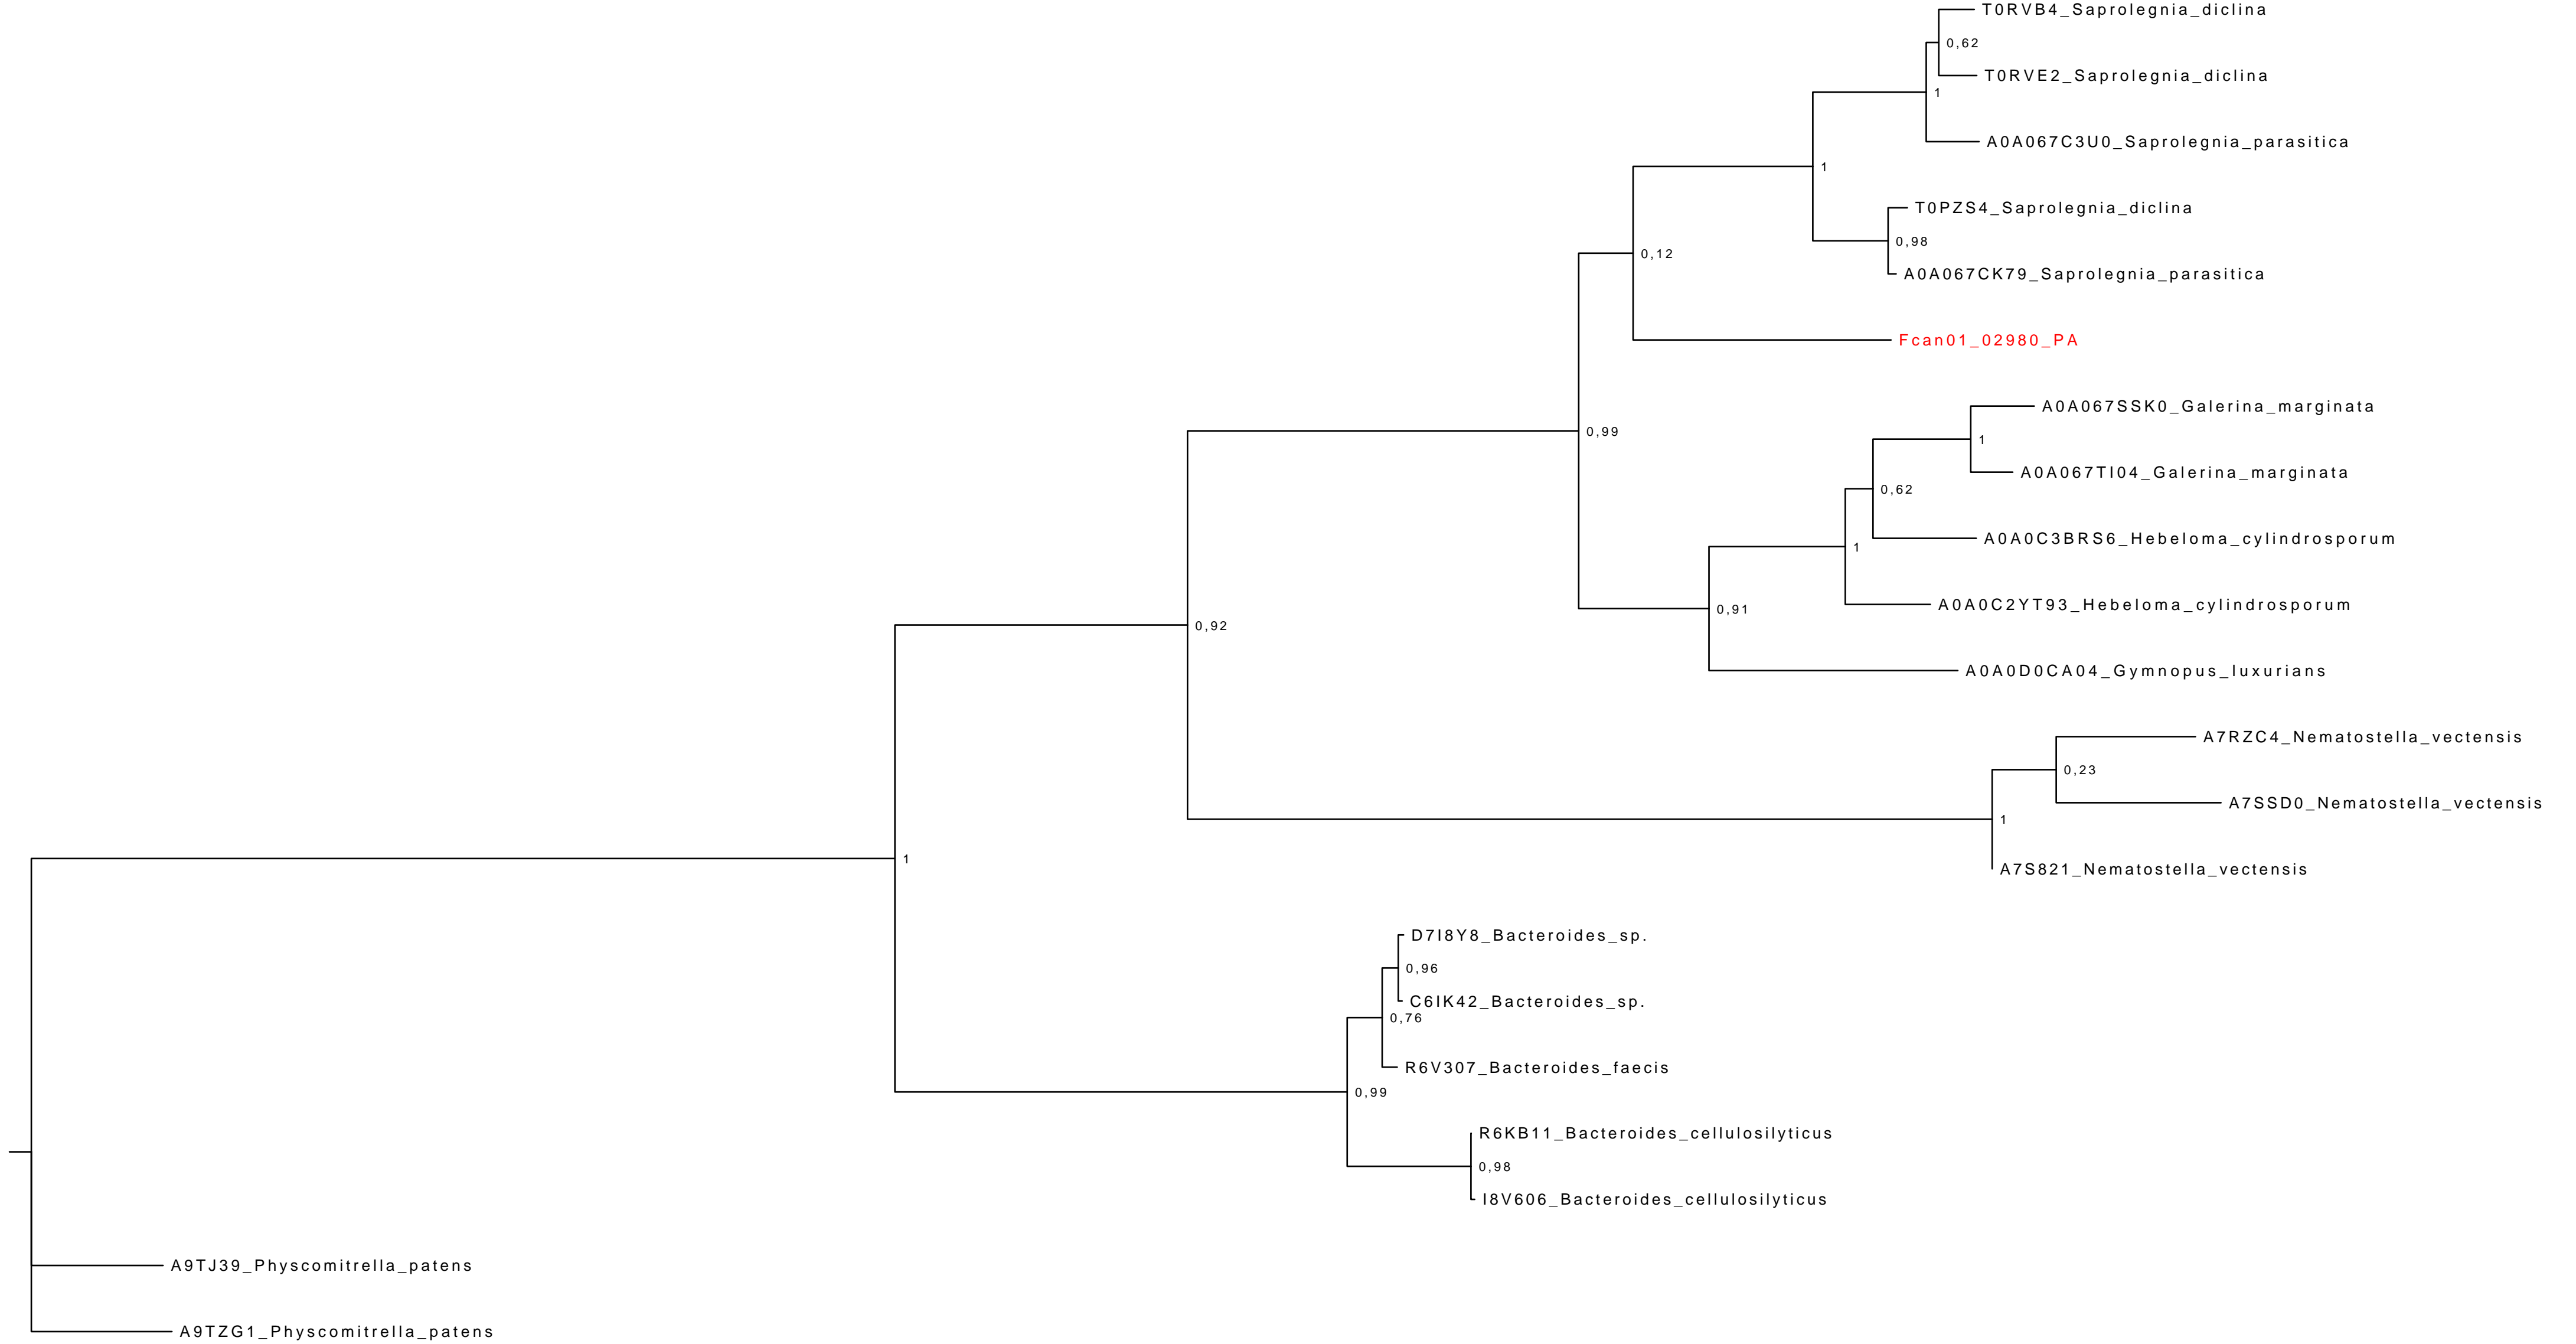 T0RVB4_Saprolegnia_diclina
0,62
T0RVE2_Saprolegnia_diclina
1
A0A067C3U0_Saprolegnia_parasitica
1
T0PZS4_Saprolegnia_diclina
0,98
0,12
A0A067CK79_Saprolegnia_parasitica
Fcan01_02980_PA
A0A067SSK0_Galerina_marginata
0,99
1
A0A067TI04_Galerina_marginata
0,62
A0A0C3BRS6_Hebeloma_cylindrosporum
1
A0A0C2YT93_Hebeloma_cylindrosporum
0,91
0,92
A0A0D0CA04_Gymnopus_luxurians
A7RZC4_Nematostella_vectensis
0,23
A7SSD0_Nematostella_vectensis
1
1
A7S821_Nematostella_vectensis
D7I8Y8_Bacteroides_sp.
0,96
C6IK42_Bacteroides_sp.
0,76
R6V307_Bacteroides_faecis
0,99
R6KB11_Bacteroides_cellulosilyticus
0,98
I8V606_Bacteroides_cellulosilyticus
A9TJ39_Physcomitrella_patens
A9TZG1_Physcomitrella_patens